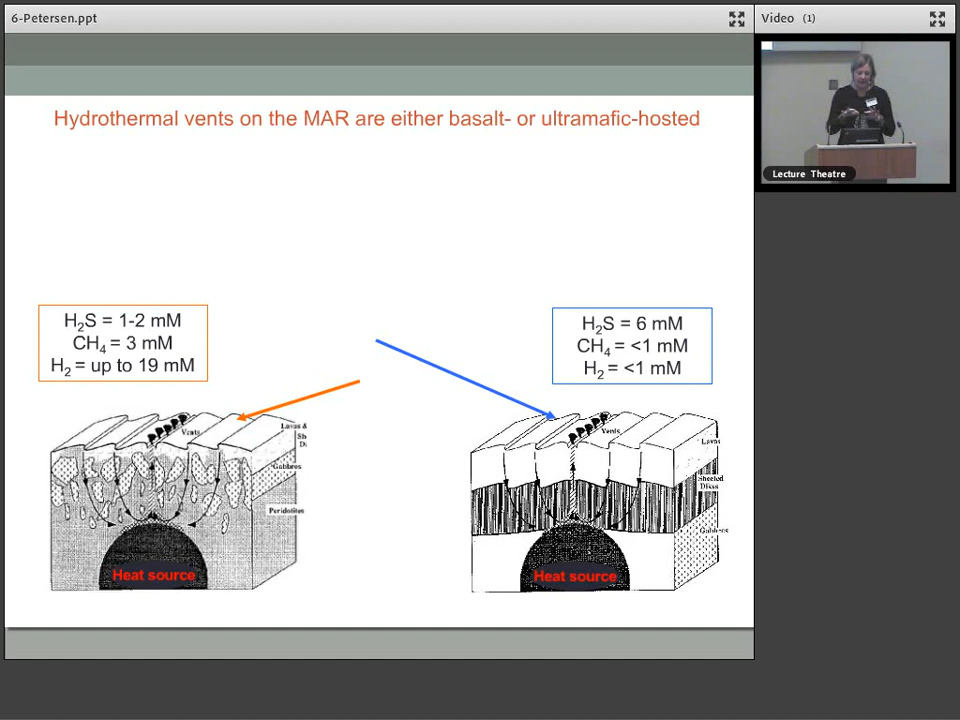 6-Petersen.ppt
Video (1)
Lecture Theatre
Hydrothermal vents on the MAR are either basalt- or ultramafic-hosted
H₂S = 1-2 mM
CH₄ = 3 mM
H₂ = up to 19 mM
H₂S = 6 mM
CH₄ = <1 mM
H₂ = <1 mM
Vents
Lavas &
Sh
Di
Gabbros
Peridotites
Heat source
Vents
Lavas
Sheeted
Dikes
Gabbros
Heat source